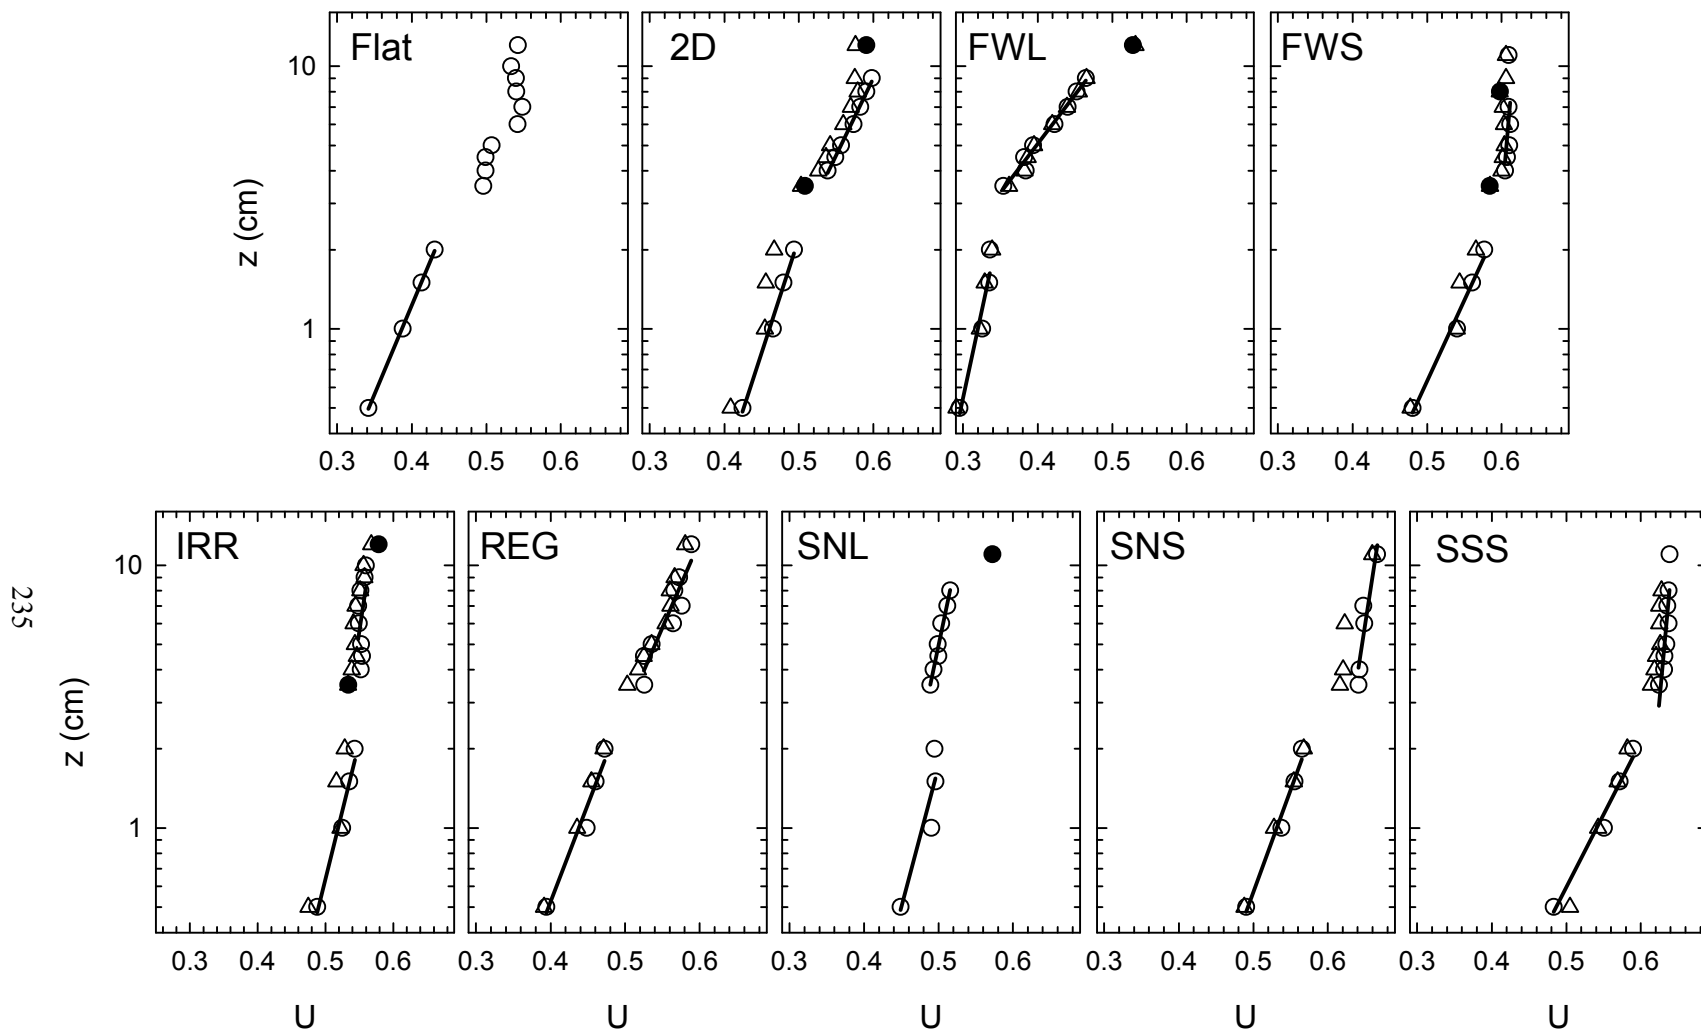 Flat 2D FWL FWS
10
1
z (cm)
0.3 0.4 0.5 0.6 0.3 0.4 0.5 0.6 0.3 0.4 0.5 0.6 0.3 0.4 0.5 0.6
IRR REG SNL SNS SSS
10
1
z (cm)
0.3 0.4 0.5 0.6 0.3 0.4 0.5 0.6 0.3 0.4 0.5 0.6 0.3 0.4 0.5 0.6 0.3 0.4 0.5 0.6
U U U U U
235